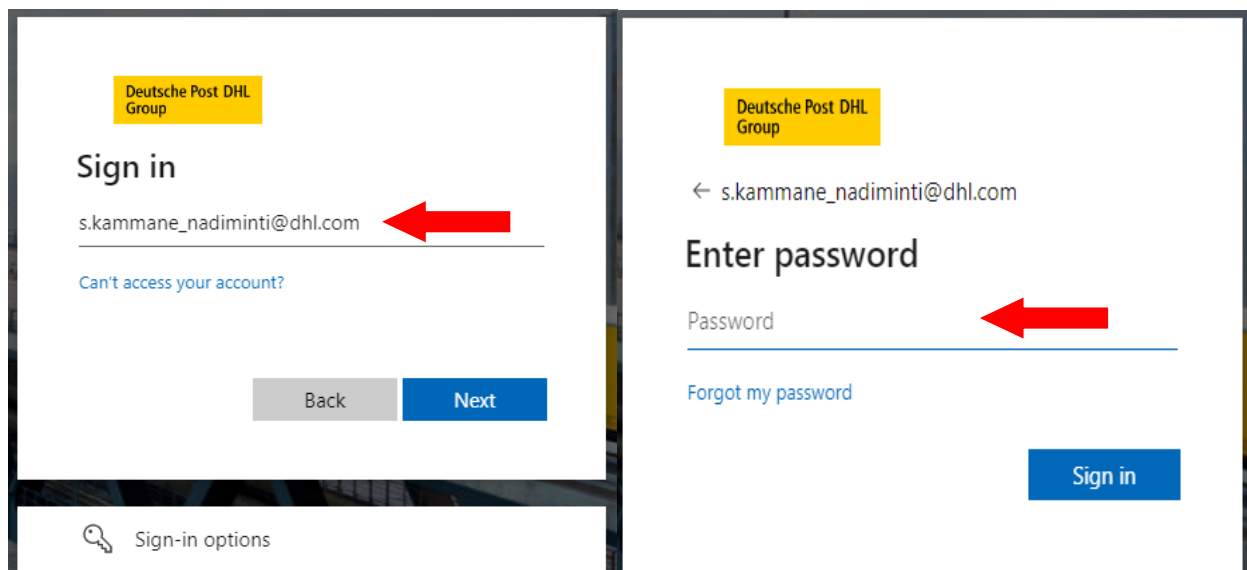 Deutsche Post DHL
Group
Sign in
s.kammane_nadiminti@dhl.com
Can't access your account?
Back
Next
Sign-in options
Deutsche Post DHL
Group
← s.kammane_nadiminti@dhl.com
Enter password
Password
Forgot my password
Sign in